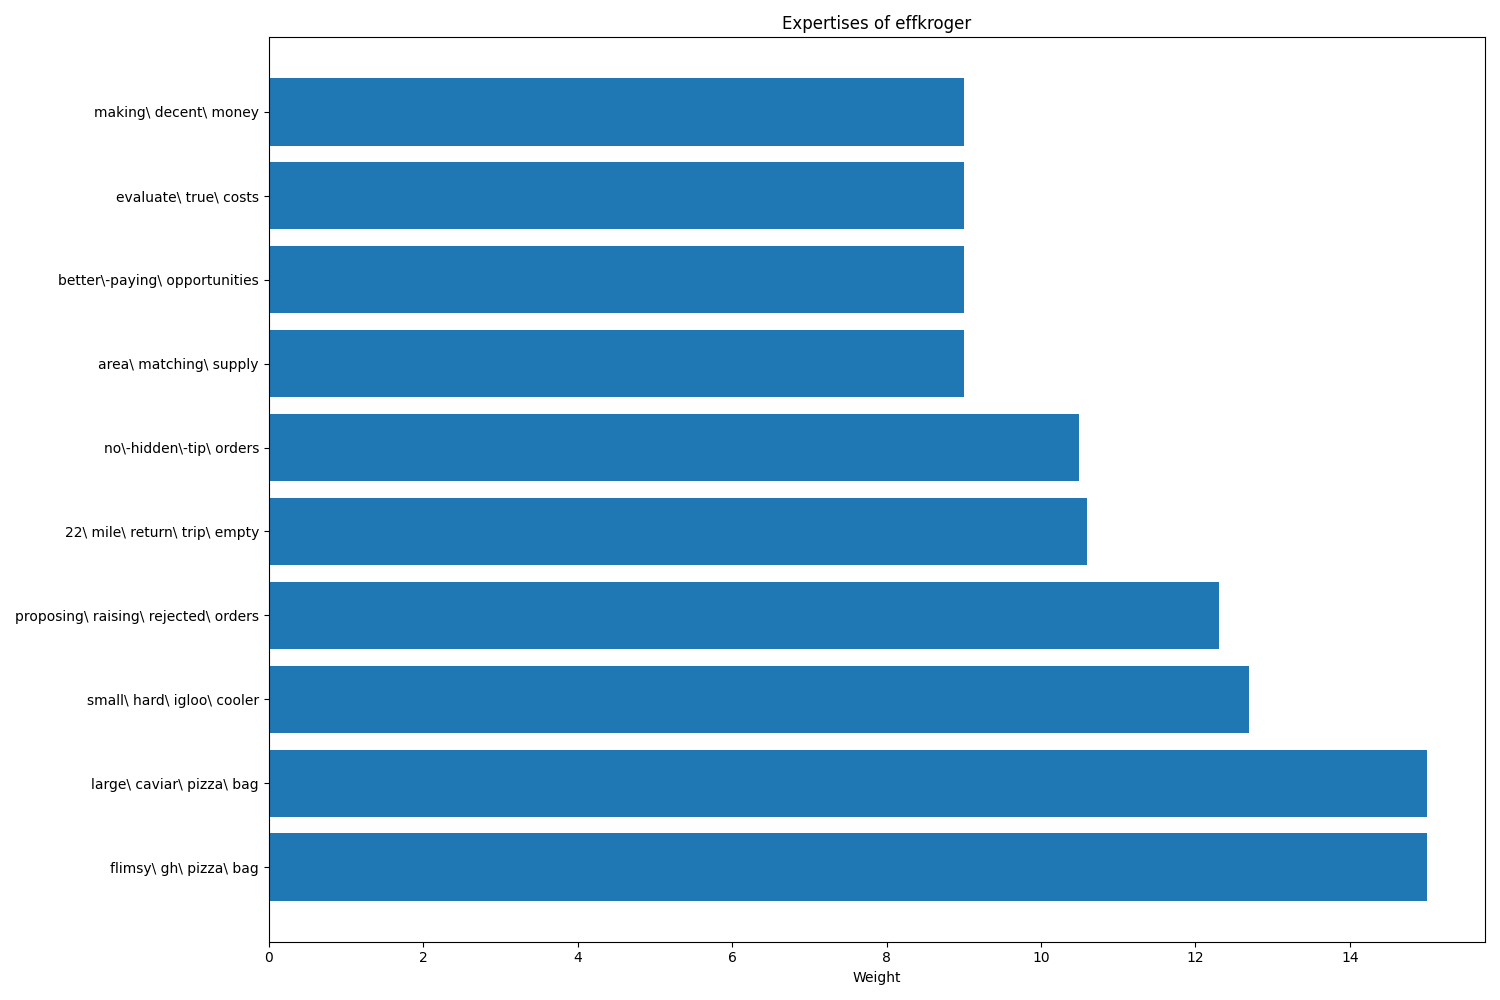 Expertises of effkroger
making\ decent\ money
evaluate\ true\ costs
better\-paying\ opportunities
area\ matching\ supply
no\-hidden\-tip\ orders
22\ mile\ return\ trip\ empty
proposing\ raising\ rejected\ orders
small\ hard\ igloo\ cooler
large\ caviar\ pizza\ bag
flimsy\ gh\ pizza\ bag
0 2 4 6 8 10 12 14
Weight